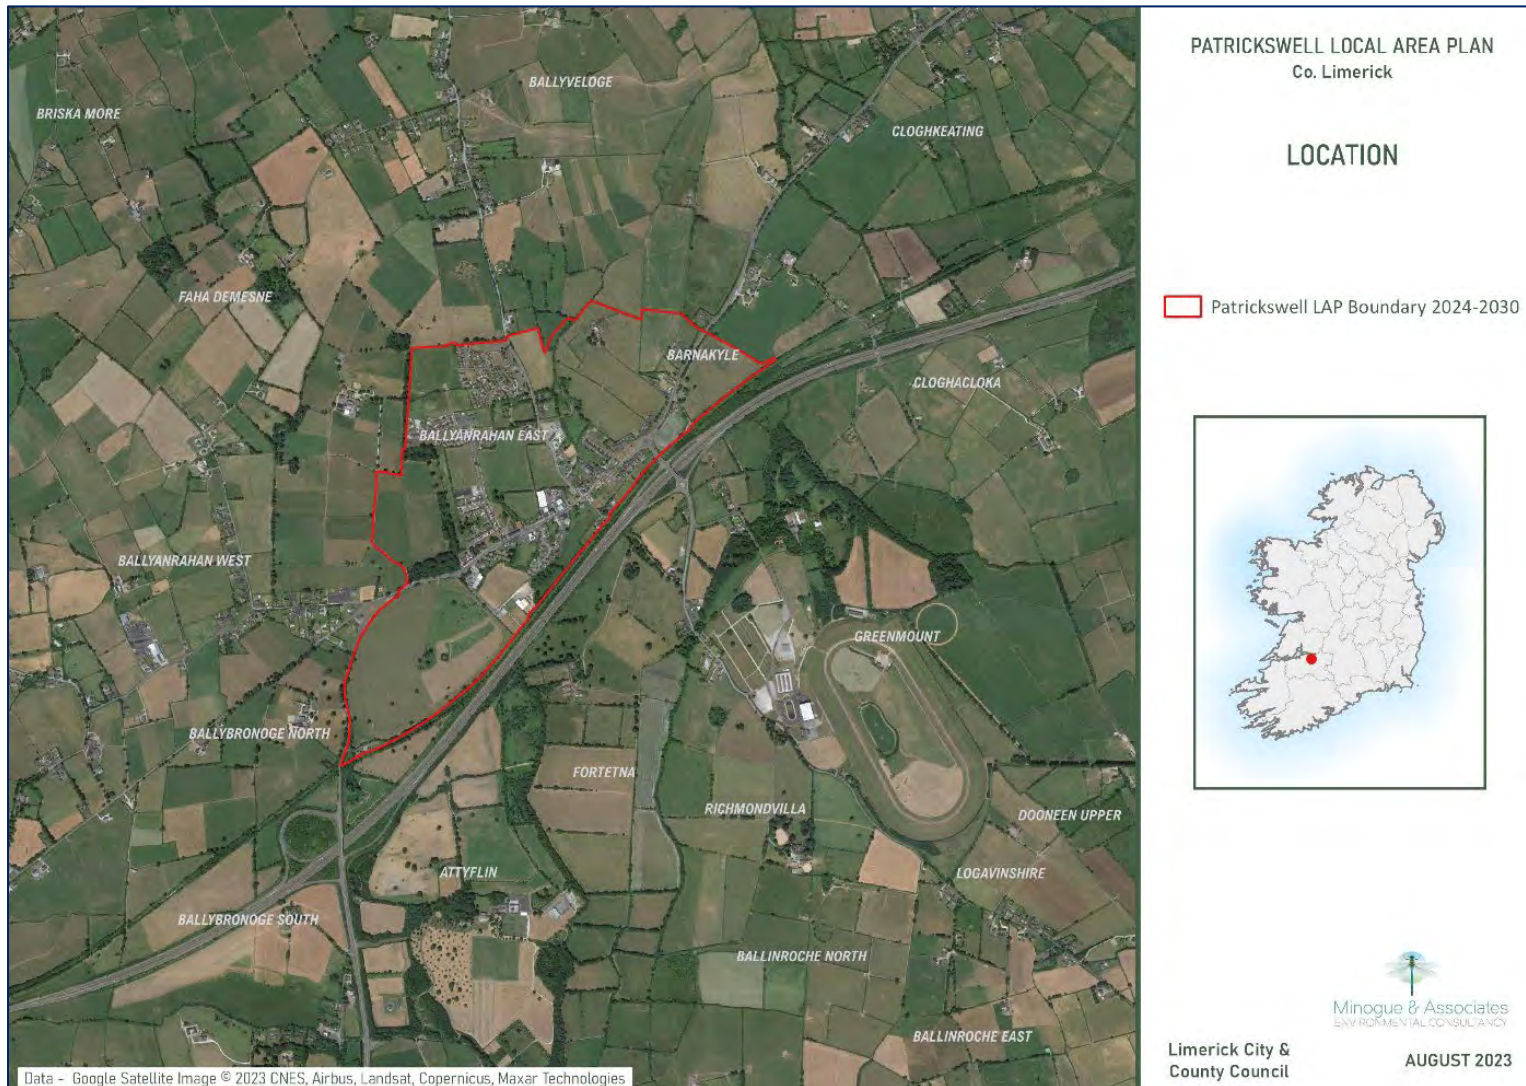 PATRICKSWELL LOCAL AREA PLAN
Co. Limerick
LOCATION
Patrickswell LAP Boundary 2024-2030
BALLYVELOGE
BRISKA MORE
CLOGHKEATING
FAHA DEMESNE
BARNAKYLE
CLOGHACLOKA
BALLYANRAHAN EAST
BALLYANRAHAN WEST
GREENMOUNT
BALLYBRONOGE NORTH
FORTETNA
RICHMONDVILLA
DOONEEN UPPER
ATTYFLIN
LOGAVINSHIRE
BALLYBRONOGE SOUTH
BALLINROCHE NORTH
BALLINROCHE EAST
Minogue & Associates
ENVIRONMENTAL CONSULTANCY
Limerick City &
County Council
AUGUST 2023
Data - Google Satellite Image © 2023 CNES, Airbus, Landsat, Copernicus, Maxar Technologies